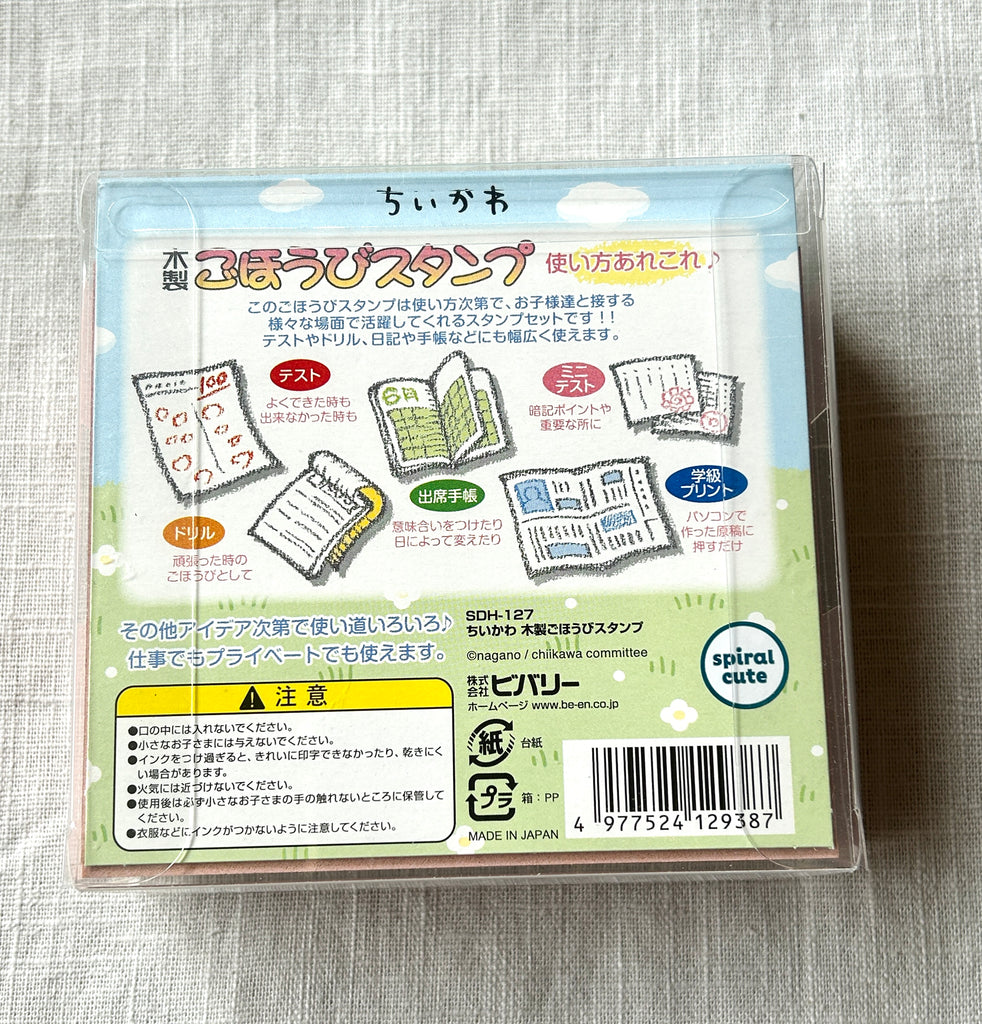 ちいかわ
木製 ごほうびスタンプ 使い方あれこれ♪
このごほうびスタンプは使い方次第で、お子様達と接する
様々な場面で活躍してくれるスタンプセットです!!
テストやドリル、日記や手帳などにも幅広く使えます。
テスト
よくできた時も
出来なかった時も
100
6月
ミニ
テスト
暗記ポイントや
重要な所に
ドリル
頑張った時の
ごほうびとして
出席手帳
意味合いをつけたり
日によって変えたり
学級
プリント
パソコンで
作った原稿に
押すだけ
その他アイデア次第で使い道いろいろ♪
仕事でもプライベートでも使えます。
注意
●口の中には入れないでください。
●小さなお子さまには与えないでください。
●インクをつけ過ぎると、きれいに印字できなかったり、乾きにく
い場合があります。
●火気には近づけないでください。
●使用後は必ず小さなお子さまの手の触れないところに保管して
ください。
●衣服などにインクがつかないように注意してください。
SDH-127
ちいかわ 木製ごほうびスタンプ
©nagano / chiikawa committee
株式会社 ビバリー
ホームページ www.be-en.co.jp
spiral
cute
紙 台紙
プラ 箱:PP
MADE IN JAPAN
4 977524 129387